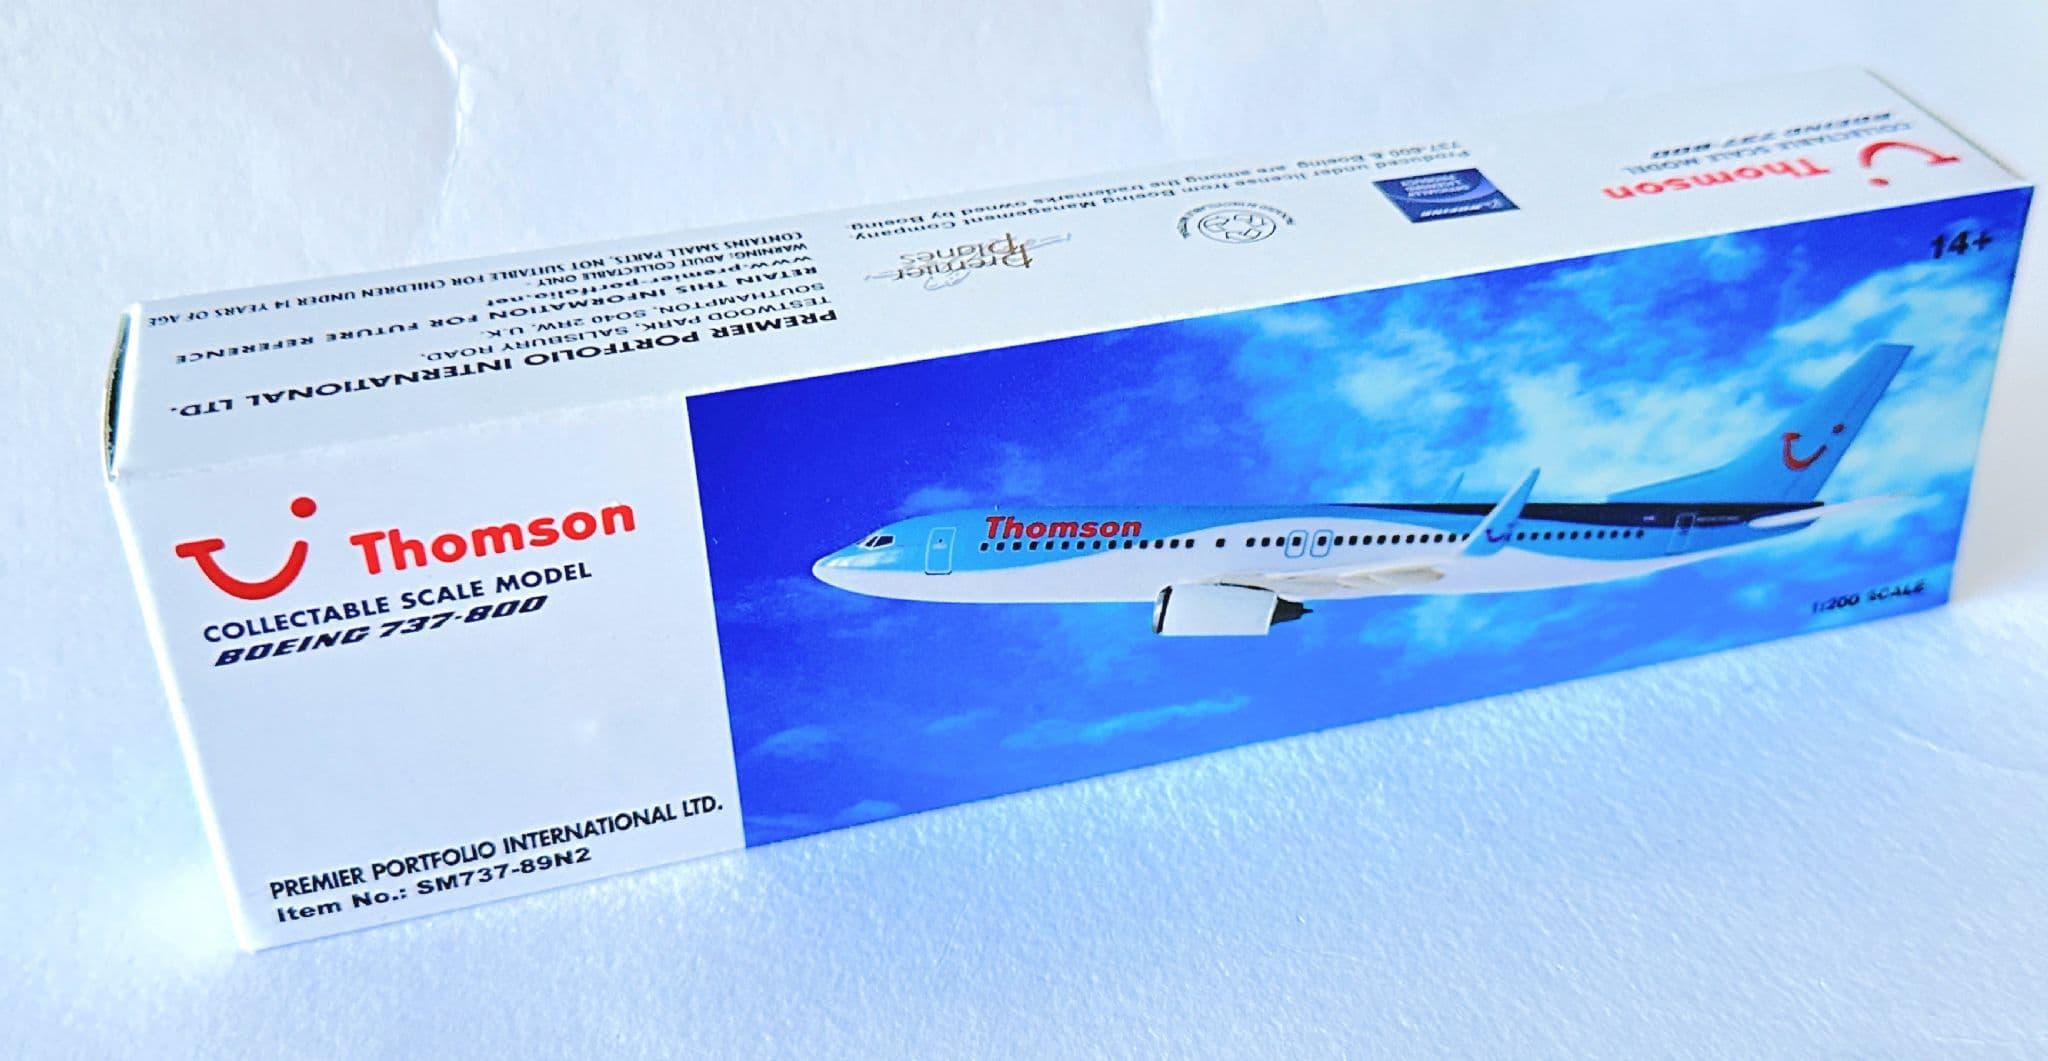 Thomson
COLLECTABLE SCALE MODEL
BOEING 737-800
PREMIER PORTFOLIO INTERNATIONAL LTD.
Item No.: SM737-89N2
Thomson
14+
1:200 SCALE
Thomson
COLLECTABLE SCALE MODEL
BOEING 737-800
BOEING
OFFICIALLY
LICENSED
PRODUCT
Produced under license from Boeing Management Company.
737-800 & Boeing are among the trademarks owned by Boeing.
Premier
planes
PREMIER PORTFOLIO INTERNATIONAL LTD.
TESTWOOD PARK, SALISBURY ROAD,
SOUTHAMPTON, SO40 2RW, U.K.
RETAIN THIS INFORMATION FOR FUTURE REFERENCE
www.premier-portfolio.net
WARNING: ADULT COLLECTABLE ONLY -
CONTAINS SMALL PARTS, NOT SUITABLE FOR CHILDREN UNDER 14 YEARS OF AGE